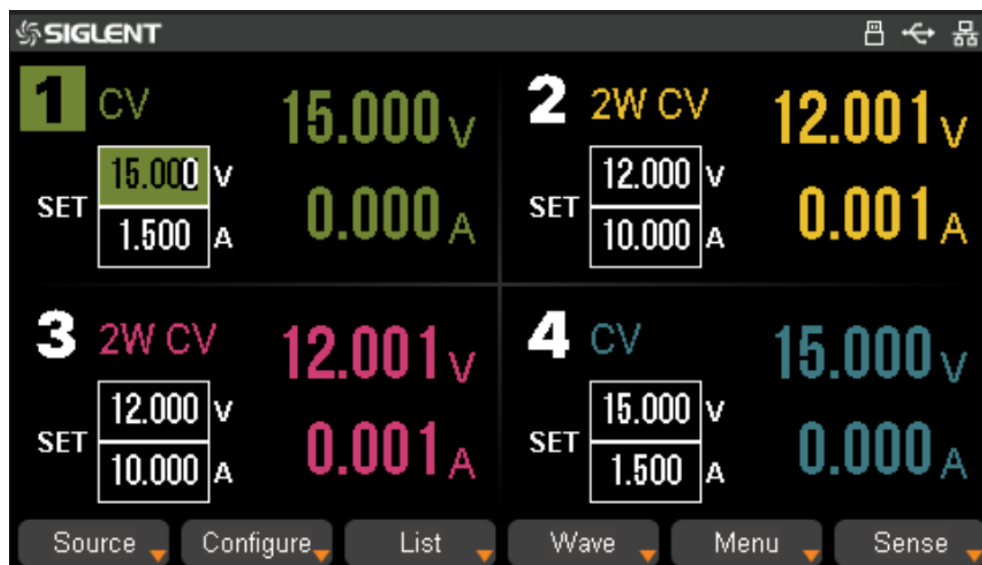 SIGLENT
1 CV 15.000 V
SET 15.000 V
1.500 A
0.000 A
2 2W CV 12.001 V
SET 12.000 V
10.000 A
0.001 A
3 2W CV 12.001 V
SET 12.000 V
10.000 A
0.001 A
4 CV 15.000 V
SET 15.000 V
1.500 A
0.000 A
Source Configure List Wave Menu Sense